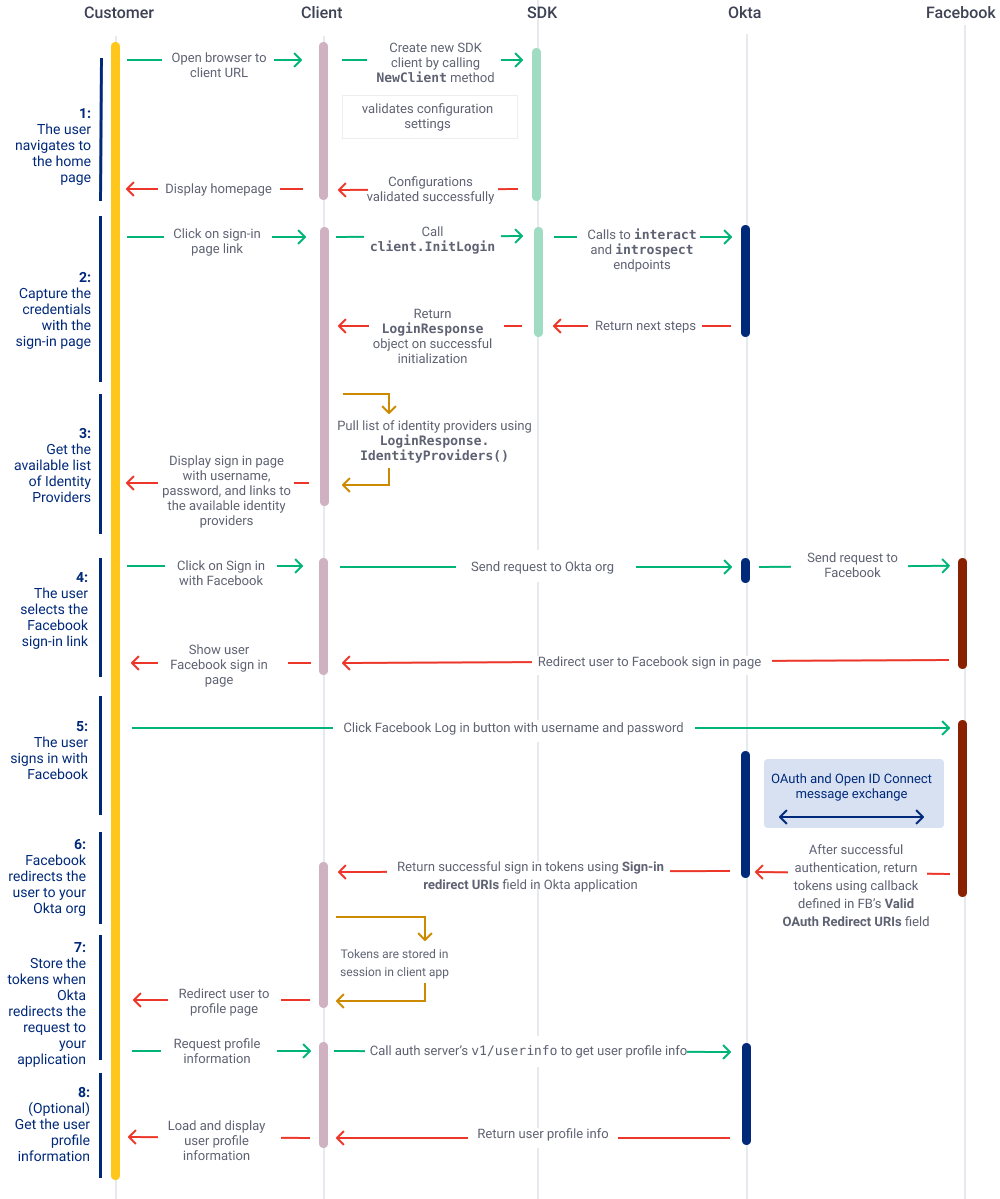 Customer
Client
SDK
Okta
Facebook
1:
The user
navigates to
the home
page
Open browser to
client URL
Create new SDK
client by calling
NewClient method
validates configuration
settings
Configurations
validated successfully
Display homepage
2:
Capture the
credentials
with the
sign-in page
Click on sign-in
page link
Call
client.InitLogin
Calls to interact
and introspect
endpoints
Return next steps
Return
LoginResponse
object on successful
initialization
3:
Get the
available list
of Identity
Providers
Pull list of identity providers using
LoginResponse.
IdentityProviders()
Display sign in page
with username,
password, and links to
the available identity
providers
4:
The user
selects the
Facebook
sign-in link
Click on Sign in
with Facebook
Send request to Okta org
Send request to
Facebook
Redirect user to Facebook sign in page
Show user
Facebook sign in
page
5:
The user
signs in with
Facebook
Click Facebook Log in button with username and password
OAuth and Open ID Connect
message exchange
6:
Facebook
redirects the
user to your
Okta org
After successful
authentication, return
tokens using callback
defined in FB's Valid
OAuth Redirect URIs field
Return successful sign in tokens using Sign-in
redirect URIs field in Okta application
7:
Store the
tokens when
Okta
redirects the
request to
your
application
Tokens are stored in
session in client app
Redirect user to
profile page
Request profile
information
Call auth server's v1/userinfo to get user profile info
8:
(Optional)
Get the user
profile
information
Return user profile info
Load and display
user profile
information